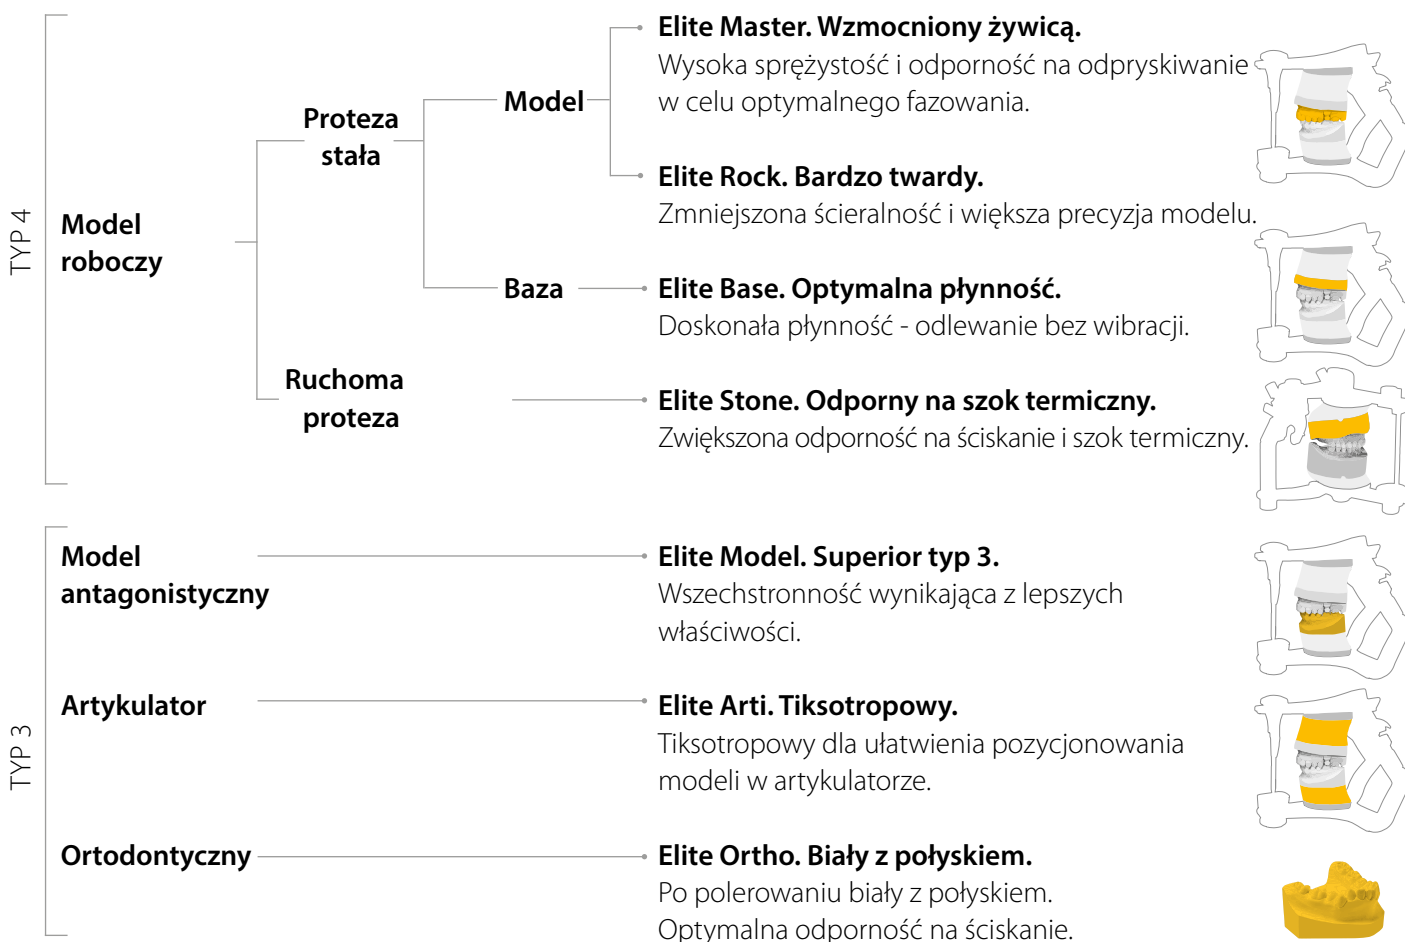 TYP 4
Model
roboczy
Proteza
stała
Model
Elite Master. Wzmocniony żywicą.
Wysoka sprężystość i odporność na odpryskiwanie
w celu optymalnego fazowania.
Elite Rock. Bardzo twardy.
Zmniejszona ścieralność i większa precyzja modelu.
Baza
Elite Base. Optymalna płynność.
Doskonała płynność - odlewanie bez wibracji.
Ruchoma
proteza
Elite Stone. Odporny na szok termiczny.
Zwiększona odporność na ściskanie i szok termiczny.
TYP 3
Model
antagonistyczny
Elite Model. Superior typ 3.
Wszechstronność wynikająca z lepszych
właściwości.
Artykulator
Elite Arti. Tiksotropowy.
Tiksotropowy dla ułatwienia pozycjonowania
modeli w artykulatorze.
Ortodontyczny
Elite Ortho. Biały z połyskiem.
Po polerowaniu biały z połyskiem.
Optymalna odporność na ściskanie.